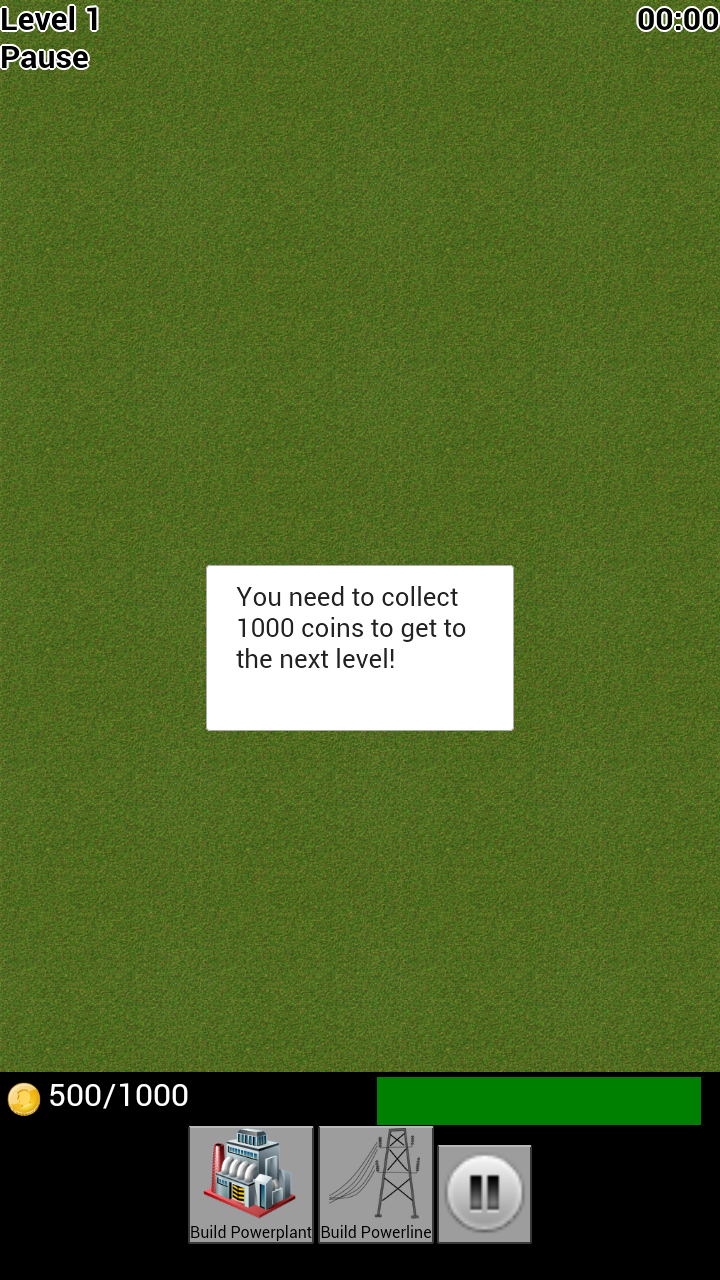 Level 1
00:00
Pause
You need to collect
1000 coins to get to
the next level!
500/1000
Build Powerplant
Build Powerline